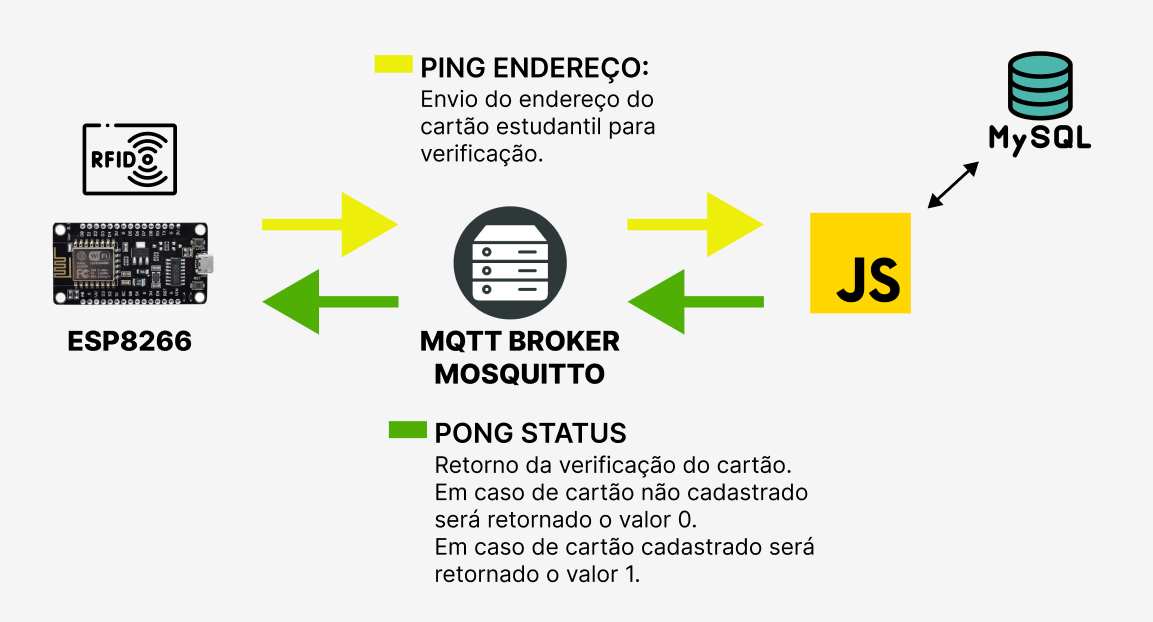 PING ENDEREÇO:
Envio do endereço do
cartão estudantil para
verificação.
MySQL
RFID
JS
ESP8266
MQTT BROKER
MOSQUITTO
PONG STATUS
Retorno da verificação do cartão.
Em caso de cartão não cadastrado
será retornado o valor 0.
Em caso de cartão cadastrado será
retornado o valor 1.